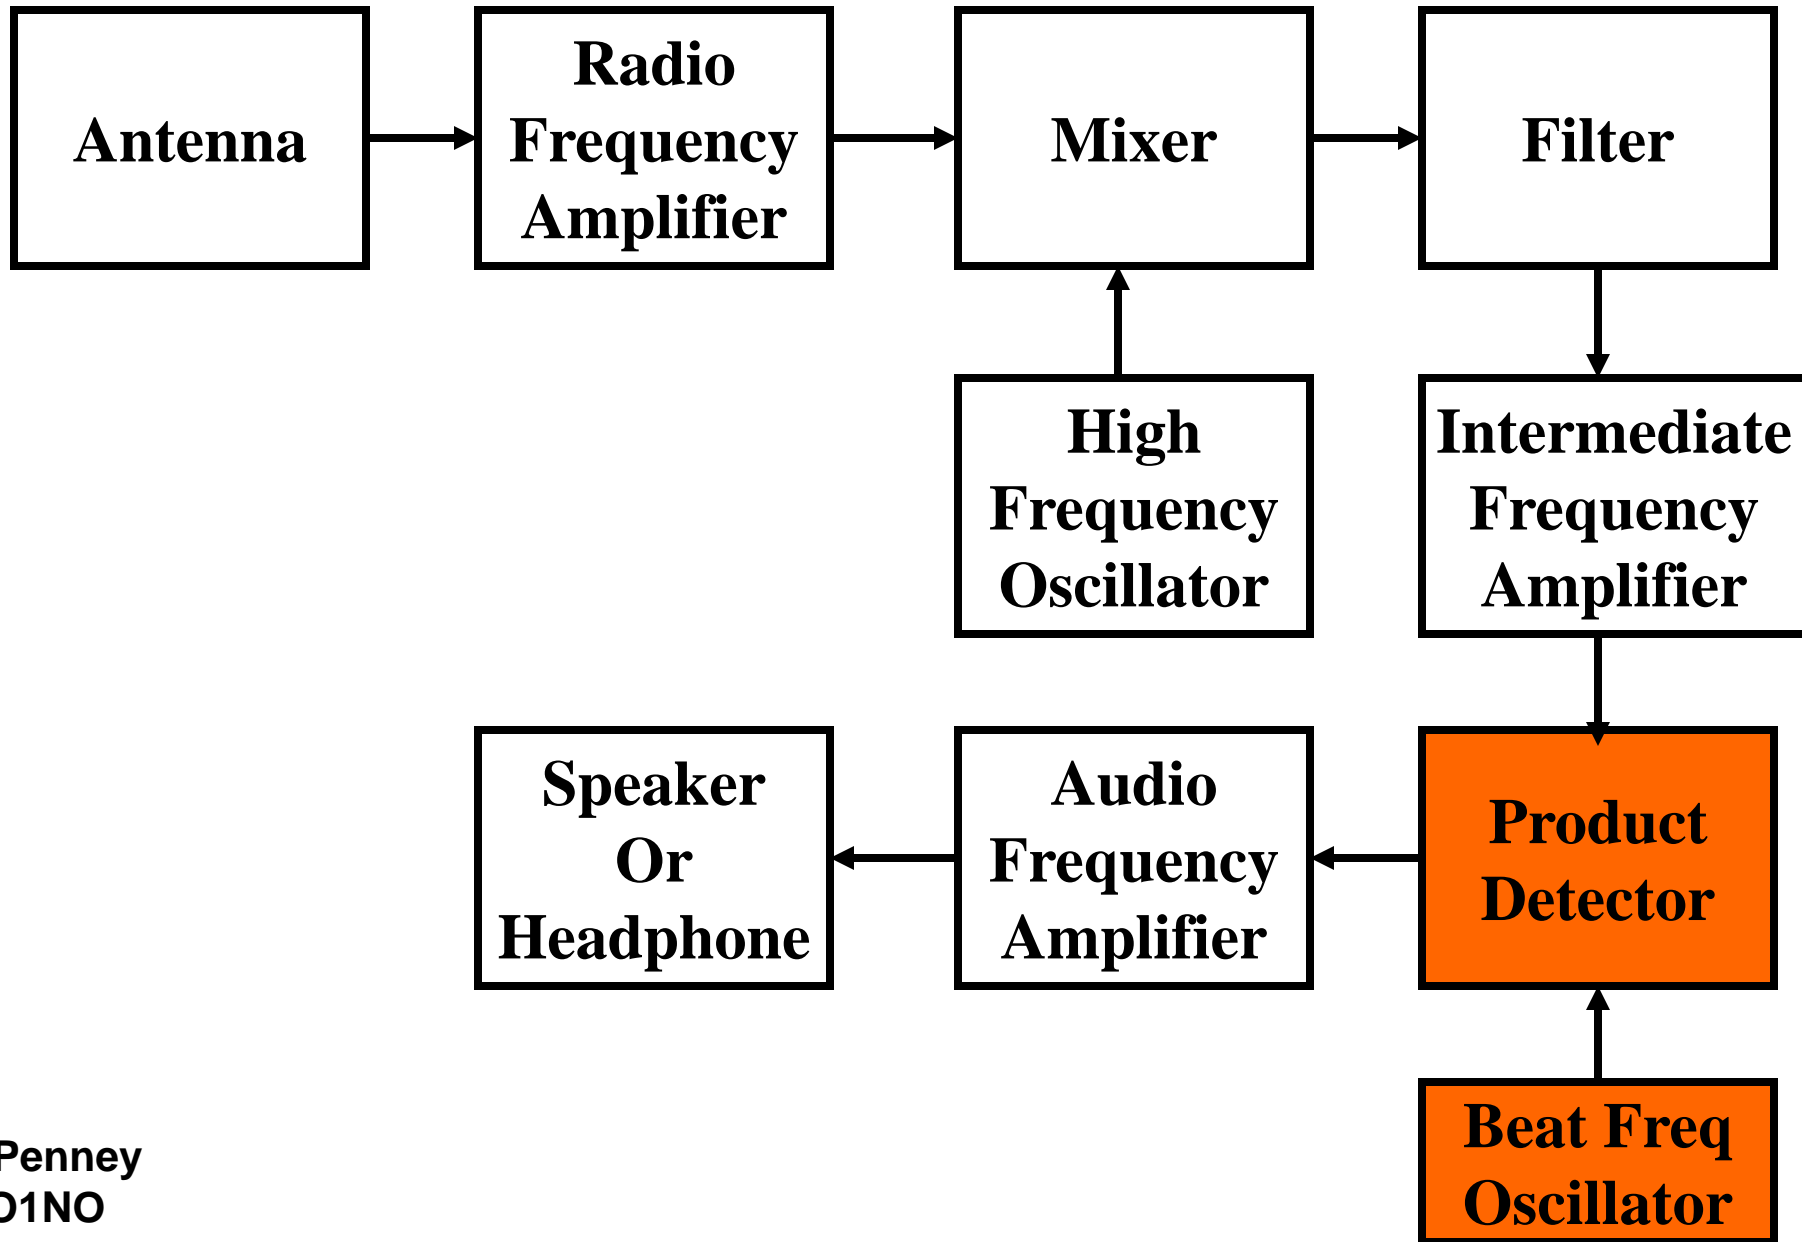 Antenna
Radio
Frequency
Amplifier
Mixer
Filter
High
Frequency
Oscillator
Intermediate
Frequency
Amplifier
Speaker
Or
Headphone
Audio
Frequency
Amplifier
Product
Detector
Beat Freq
Oscillator
Penney
1NO